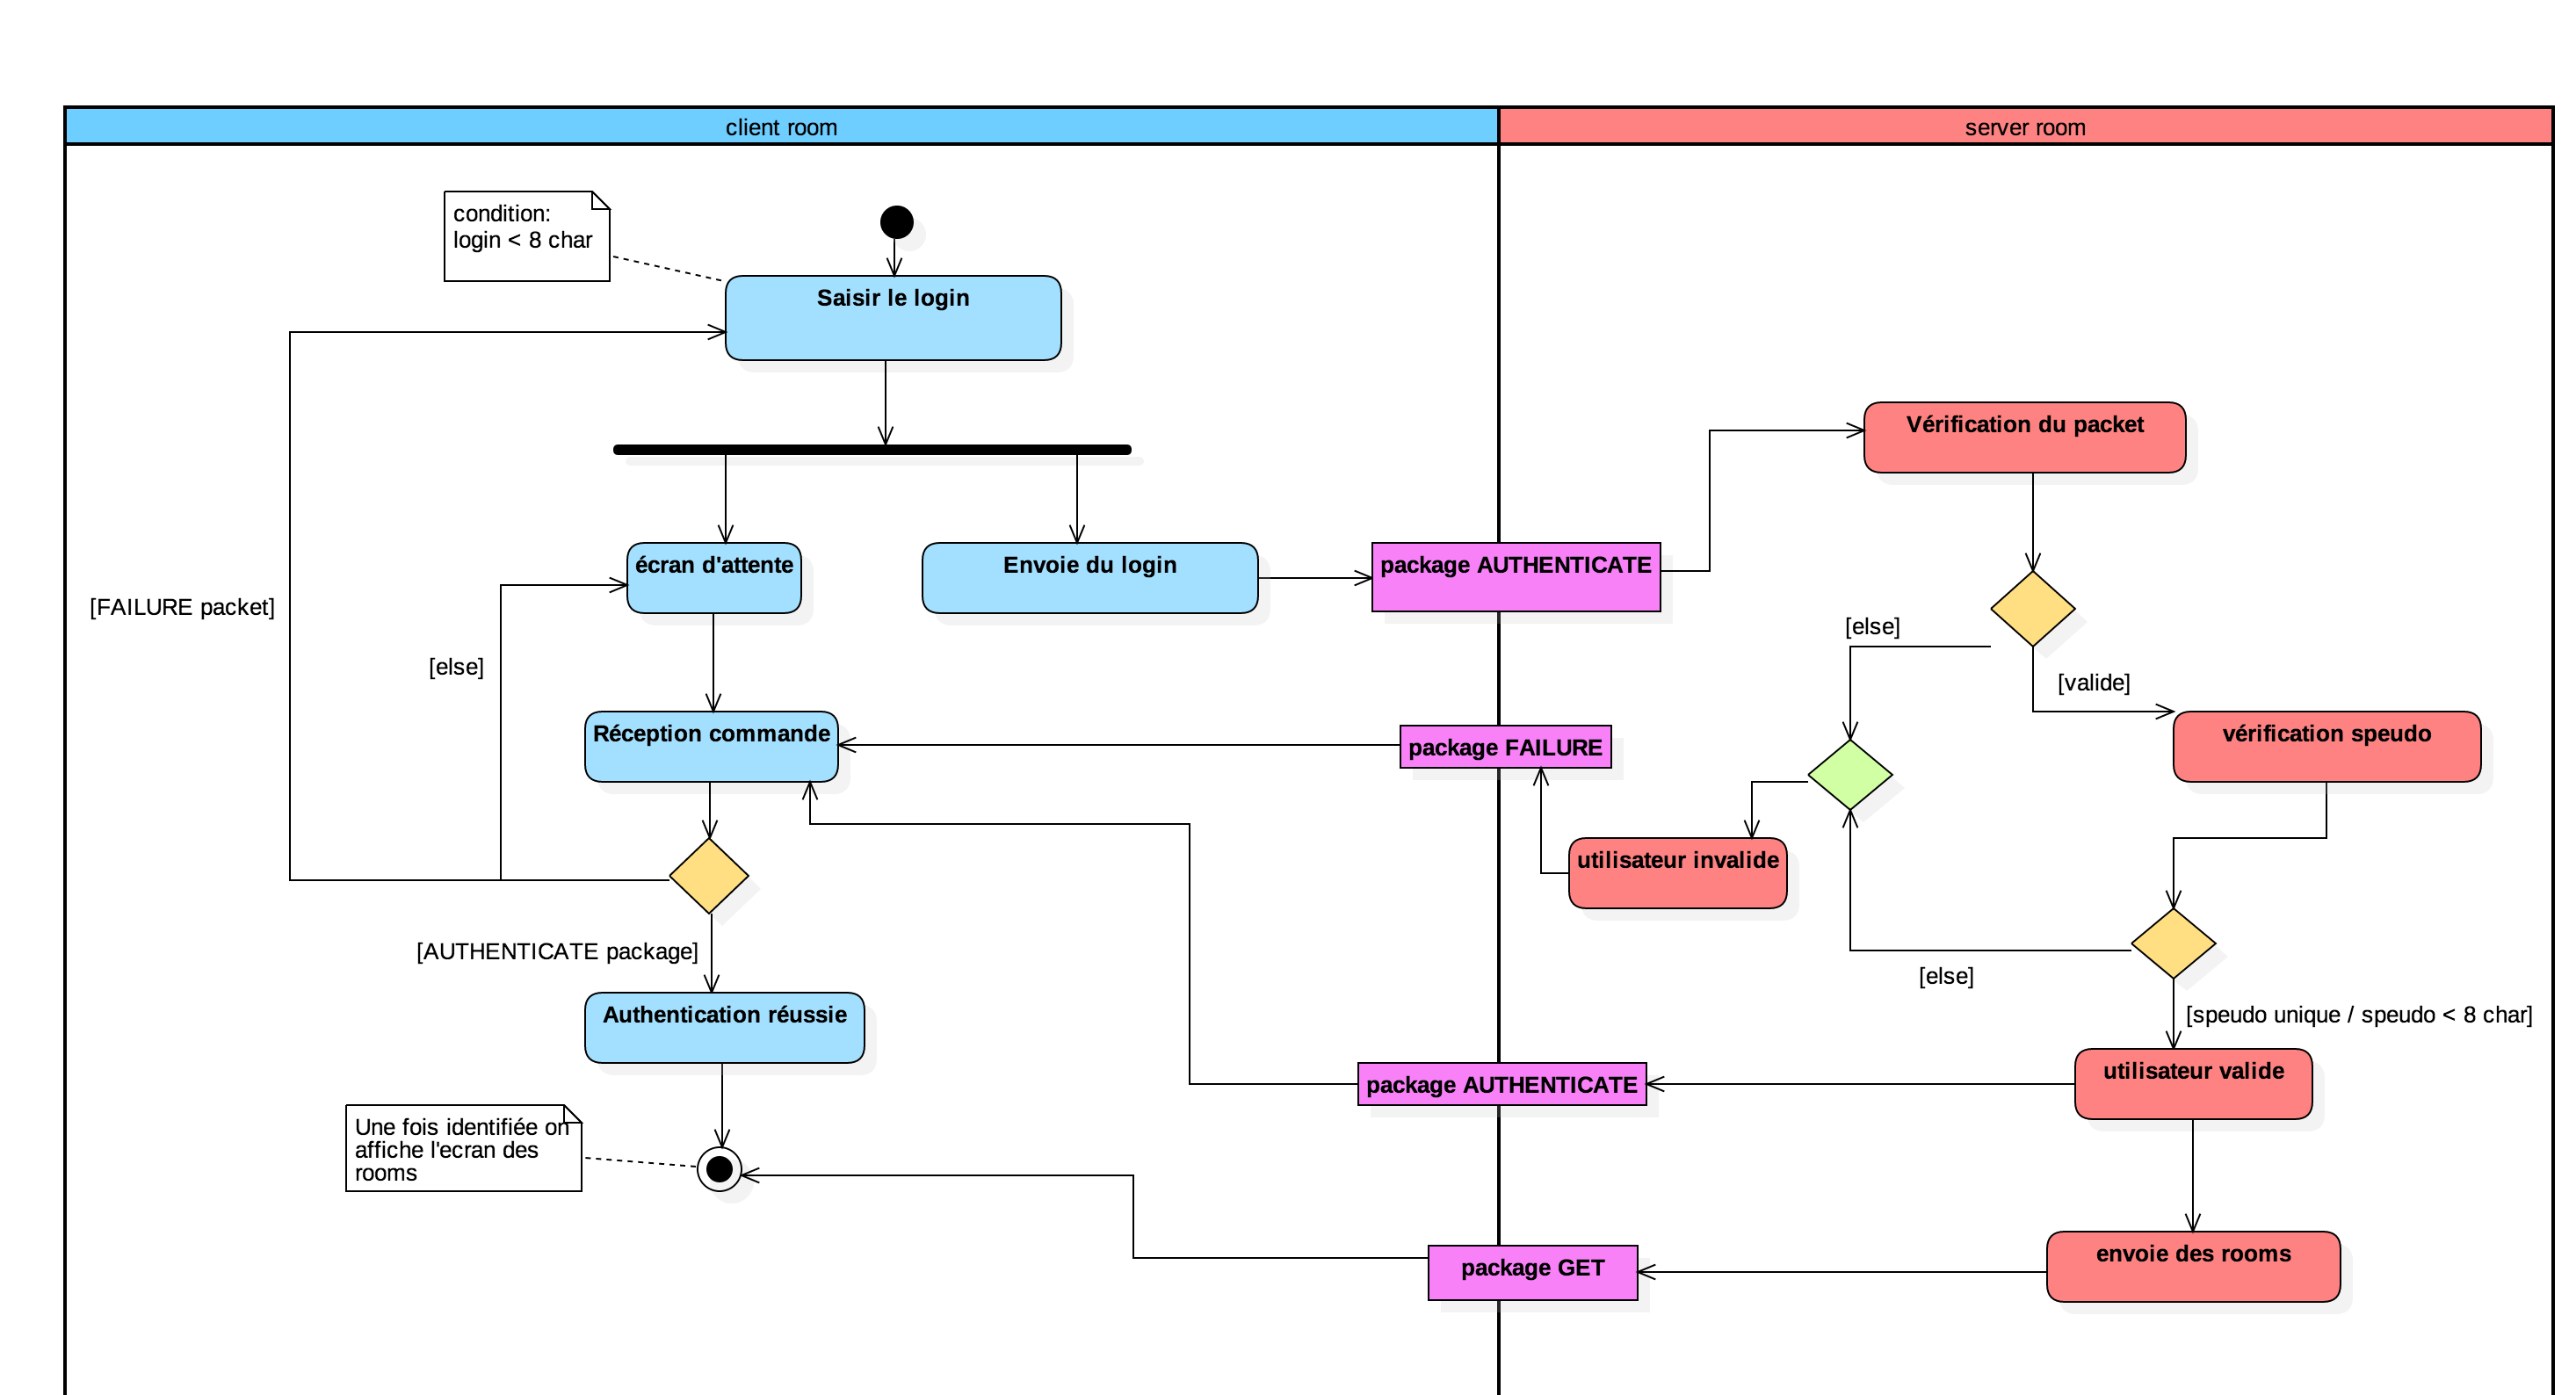 client room
server room
condition:
login < 8 char
Saisir le login
Vérification du packet
écran d'attente
Envoie du login
package AUTHENTICATE
[FAILURE packet]
[else]
[else]
[valide]
Réception commande
package FAILURE
vérification speudo
utilisateur invalide
[AUTHENTICATE package]
[else]
Authentication réussie
[speudo unique / speudo < 8 char]
package AUTHENTICATE
utilisateur valide
Une fois identifiée on
affiche l'ecran des
rooms
package GET
envoie des rooms